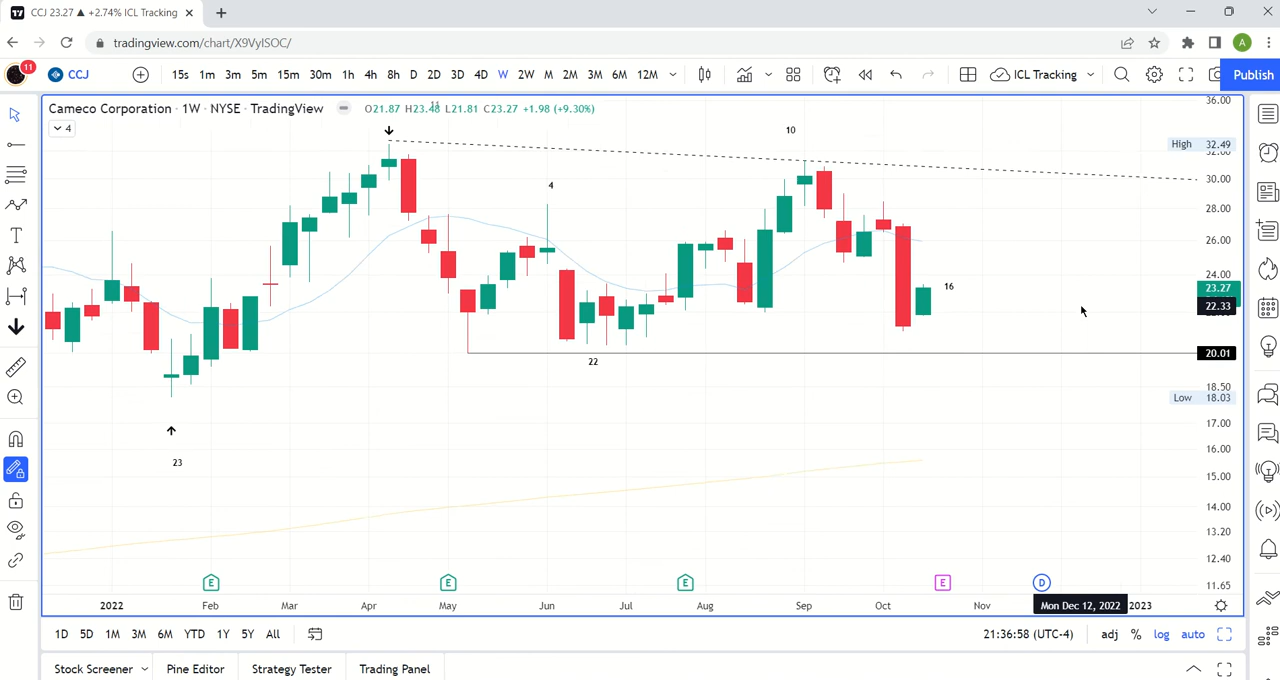 CCJ 23.27 ▲ +2.74% ICL Tracking
tradingview.com/chart/X9VyISOC/
A
11
CCJ
15s 1m 3m 5m 15m 30m 1h 4h 8h D 2D 3D 4D W 2W M 2M 3M 6M 12M
ICL Tracking
Publish
Cameco Corporation · 1W · NYSE · TradingView
O21.87 H23.48 L21.81 C23.27 +1.98 (+9.30%)
4
36.00
High 32.49
32.00
30.00
28.00
26.00
24.00
23.27
22.33
20.01
18.50
Low 18.03
17.00
16.00
15.00
14.00
13.20
12.40
11.65
10
4
16
22
23
E E E E D
2022 Feb Mar Apr May Jun Jul Aug Sep Oct Nov Mon Dec 12, 2022 2023
1D 5D 1M 3M 6M YTD 1Y 5Y All
21:36:58 (UTC-4)
adj % log auto
Stock Screener Pine Editor Strategy Tester Trading Panel